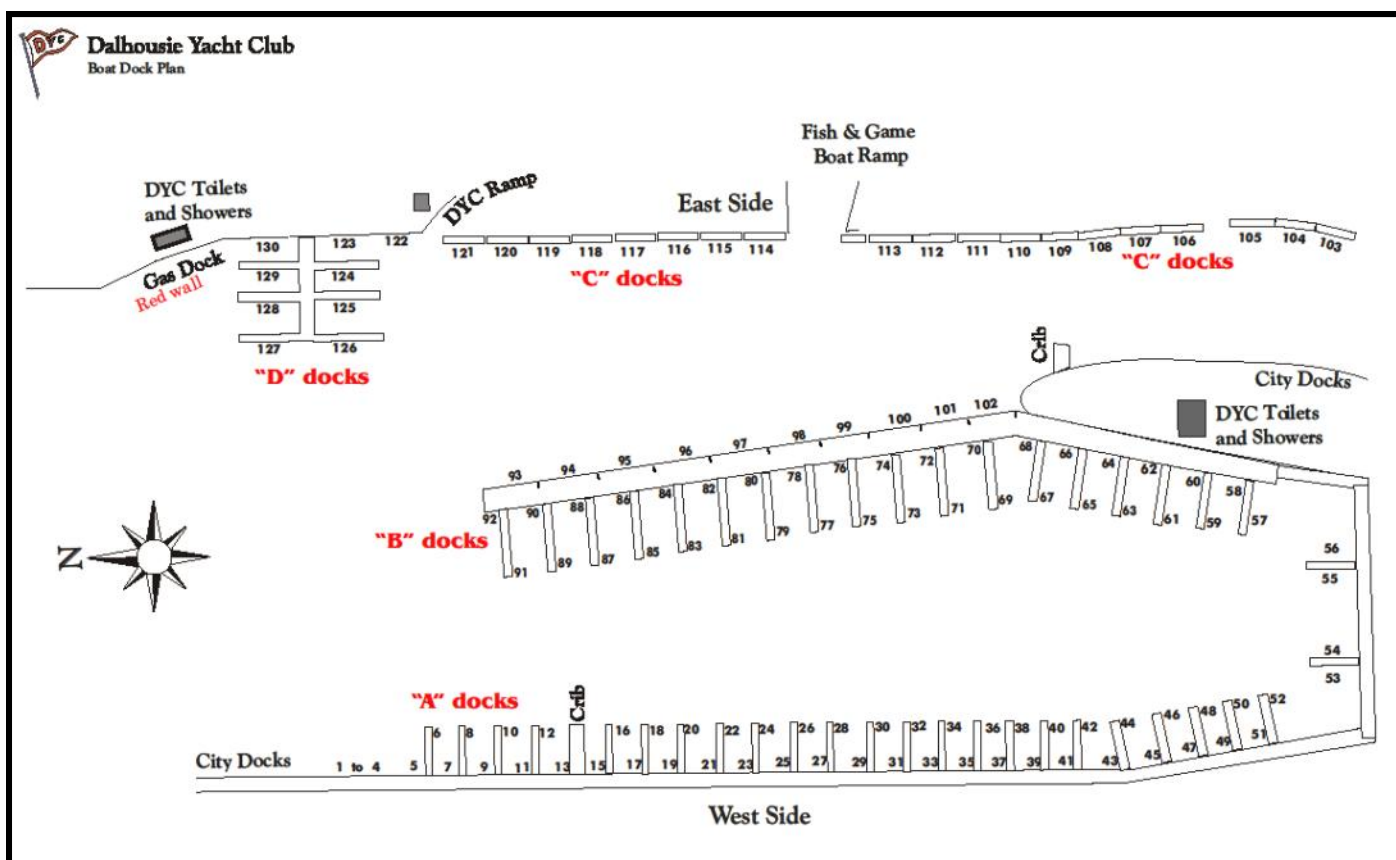 DYC
Dalhousie Yacht Club
Boat Dock Plan
Fish & Game
Boat Ramp
DYC Toilets
and Showers
DYC Ramp
East Side
130 123 122
121 120 119 118 117 116 115 114
113 112 111 110 109 108 107 106 105 104 103
Gas Dock
Red wall
129 124
128 125
127 126
"C" docks
"C" docks
"D" docks
Crib
City Docks
DYC Toilets
and Showers
93 94 95 96 97 98 99 100 101 102
92 90 88 86 84 82 80 78 76 74 72 70 68 66 64 62 60 58
"B" docks
91 89 87 85 83 81 79 77 75 73 71 69 67 65 63 61 59 57
N
56
55
54
53
"A" docks
Crib
6 8 10 12 16 18 20 22 24 26 28 30 32 34 36 38 40 42 44 46 48 50 52
City Docks
1 to 4 5 7 9 11 13 15 17 19 21 23 25 27 29 31 33 35 37 39 41 43 45 47 49 51
West Side